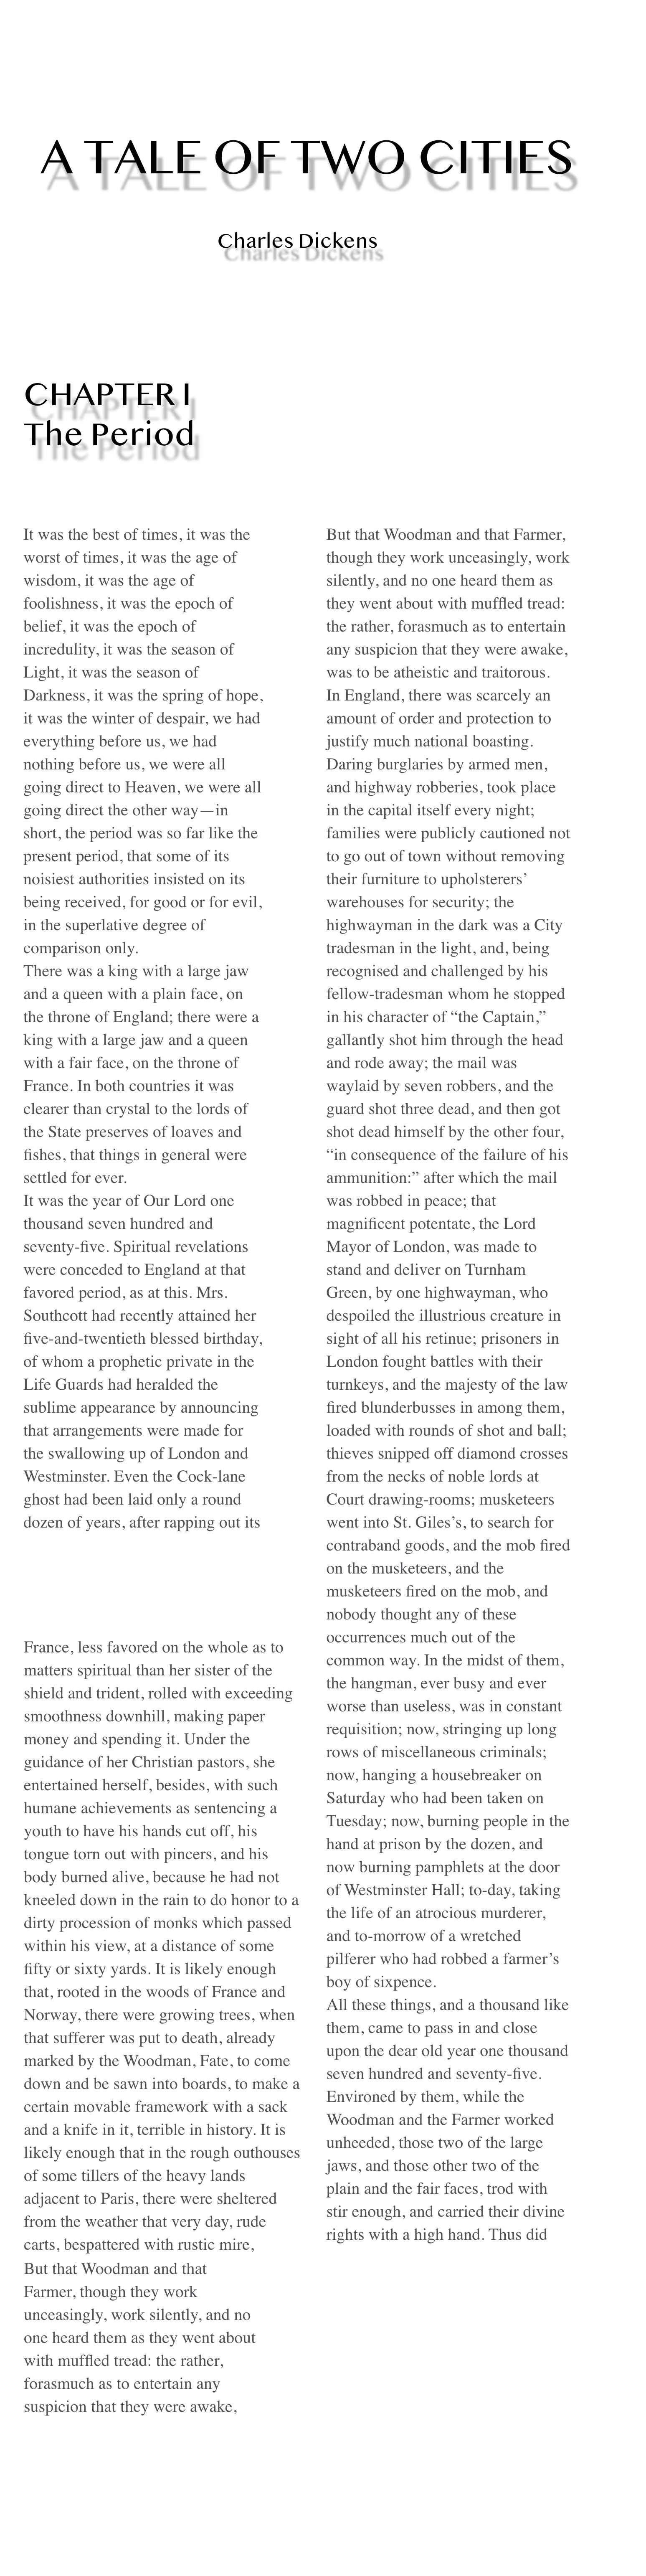 A TALE OF TWO CITIES
Charles Dickens
CHAPTER I
The Period
It was the best of times, it was the
worst of times, it was the age of
wisdom, it was the age of
foolishness, it was the epoch of
belief, it was the epoch of
incredulity, it was the season of
Light, it was the season of
Darkness, it was the spring of hope,
it was the winter of despair, we had
everything before us, we had
nothing before us, we were all
going direct to Heaven, we were all
going direct the other way—in
short, the period was so far like the
present period, that some of its
noisiest authorities insisted on its
being received, for good or for evil,
in the superlative degree of
comparison only.
There was a king with a large jaw
and a queen with a plain face, on
the throne of England; there were a
king with a large jaw and a queen
with a fair face, on the throne of
France. In both countries it was
clearer than crystal to the lords of
the State preserves of loaves and
fishes, that things in general were
settled for ever.
It was the year of Our Lord one
thousand seven hundred and
seventy-five. Spiritual revelations
were conceded to England at that
favored period, as at this. Mrs.
Southcott had recently attained her
five-and-twentieth blessed birthday,
of whom a prophetic private in the
Life Guards had heralded the
sublime appearance by announcing
that arrangements were made for
the swallowing up of London and
Westminster. Even the Cock-lane
ghost had been laid only a round
dozen of years, after rapping out its
France, less favored on the whole as to
matters spiritual than her sister of the
shield and trident, rolled with exceeding
smoothness downhill, making paper
money and spending it. Under the
guidance of her Christian pastors, she
entertained herself, besides, with such
humane achievements as sentencing a
youth to have his hands cut off, his
tongue torn out with pincers, and his
body burned alive, because he had not
kneeled down in the rain to do honor to a
dirty procession of monks which passed
within his view, at a distance of some
fifty or sixty yards. It is likely enough
that, rooted in the woods of France and
Norway, there were growing trees, when
that sufferer was put to death, already
marked by the Woodman, Fate, to come
down and be sawn into boards, to make a
certain movable framework with a sack
and a knife in it, terrible in history. It is
likely enough that in the rough outhouses
of some tillers of the heavy lands
adjacent to Paris, there were sheltered
from the weather that very day, rude
carts, bespattered with rustic mire,
But that Woodman and that
Farmer, though they work
unceasingly, work silently, and no
one heard them as they went about
with muffled tread: the rather,
forasmuch as to entertain any
suspicion that they were awake,
But that Woodman and that Farmer,
though they work unceasingly, work
silently, and no one heard them as
they went about with muffled tread:
the rather, forasmuch as to entertain
any suspicion that they were awake,
was to be atheistic and traitorous.
In England, there was scarcely an
amount of order and protection to
justify much national boasting.
Daring burglaries by armed men,
and highway robberies, took place
in the capital itself every night;
families were publicly cautioned not
to go out of town without removing
their furniture to upholsterers’
warehouses for security; the
highwayman in the dark was a City
tradesman in the light, and, being
recognised and challenged by his
fellow-tradesman whom he stopped
in his character of “the Captain,”
gallantly shot him through the head
and rode away; the mail was
waylaid by seven robbers, and the
guard shot three dead, and then got
shot dead himself by the other four,
“in consequence of the failure of his
ammunition:” after which the mail
was robbed in peace; that
magnificent potentate, the Lord
Mayor of London, was made to
stand and deliver on Turnham
Green, by one highwayman, who
despoiled the illustrious creature in
sight of all his retinue; prisoners in
London fought battles with their
turnkeys, and the majesty of the law
fired blunderbusses in among them,
loaded with rounds of shot and ball;
thieves snipped off diamond crosses
from the necks of noble lords at
Court drawing-rooms; musketeers
went into St. Giles’s, to search for
contraband goods, and the mob fired
on the musketeers, and the
musketeers fired on the mob, and
nobody thought any of these
occurrences much out of the
common way. In the midst of them,
the hangman, ever busy and ever
worse than useless, was in constant
requisition; now, stringing up long
rows of miscellaneous criminals;
now, hanging a housebreaker on
Saturday who had been taken on
Tuesday; now, burning people in the
hand at prison by the dozen, and
now burning pamphlets at the door
of Westminster Hall; to-day, taking
the life of an atrocious murderer,
and to-morrow of a wretched
pilferer who had robbed a farmer’s
boy of sixpence.
All these things, and a thousand like
them, came to pass in and close
upon the dear old year one thousand
seven hundred and seventy-five.
Environed by them, while the
Woodman and the Farmer worked
unheeded, those two of the large
jaws, and those other two of the
plain and the fair faces, trod with
stir enough, and carried their divine
rights with a high hand. Thus did